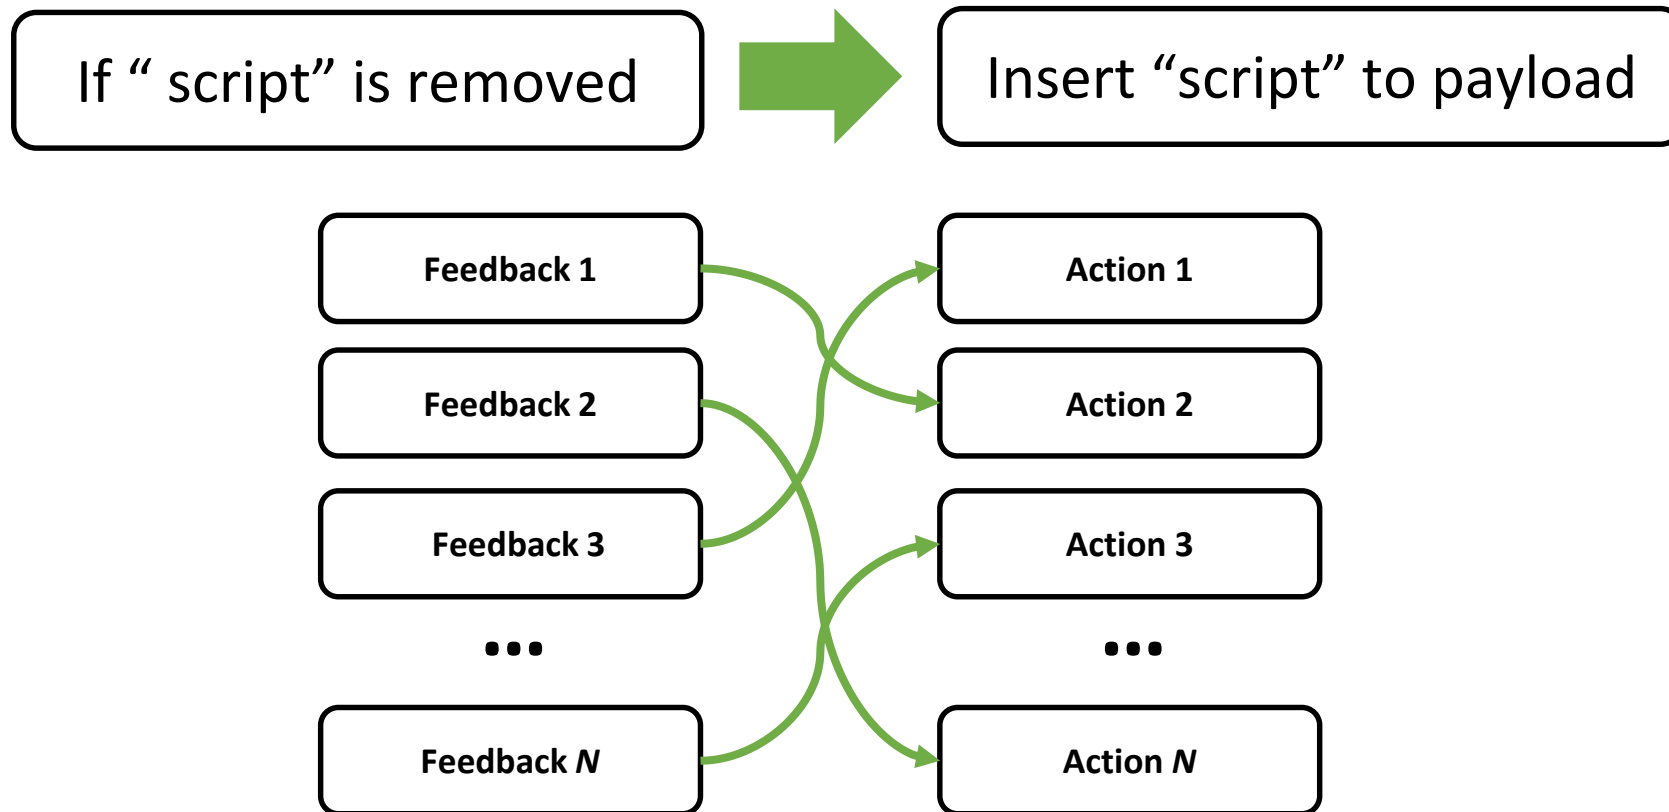 If “ script” is removed
Insert “script” to payload
Feedback 1
Action 1
Feedback 2
Action 2
Feedback 3
Action 3
...
...
Feedback N
Action N